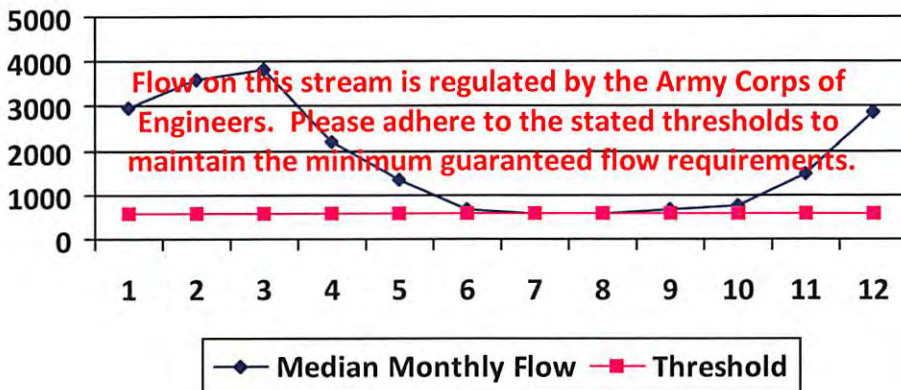 5000
4000
3000
2000
1000
0
Flow on this stream is regulated by the Army Corps of
Engineers. Please adhere to the stated thresholds to
maintain the minimum guaranteed flow requirements.
1 2 3 4 5 6 7 8 9 10 11 12
Median Monthly Flow Threshold